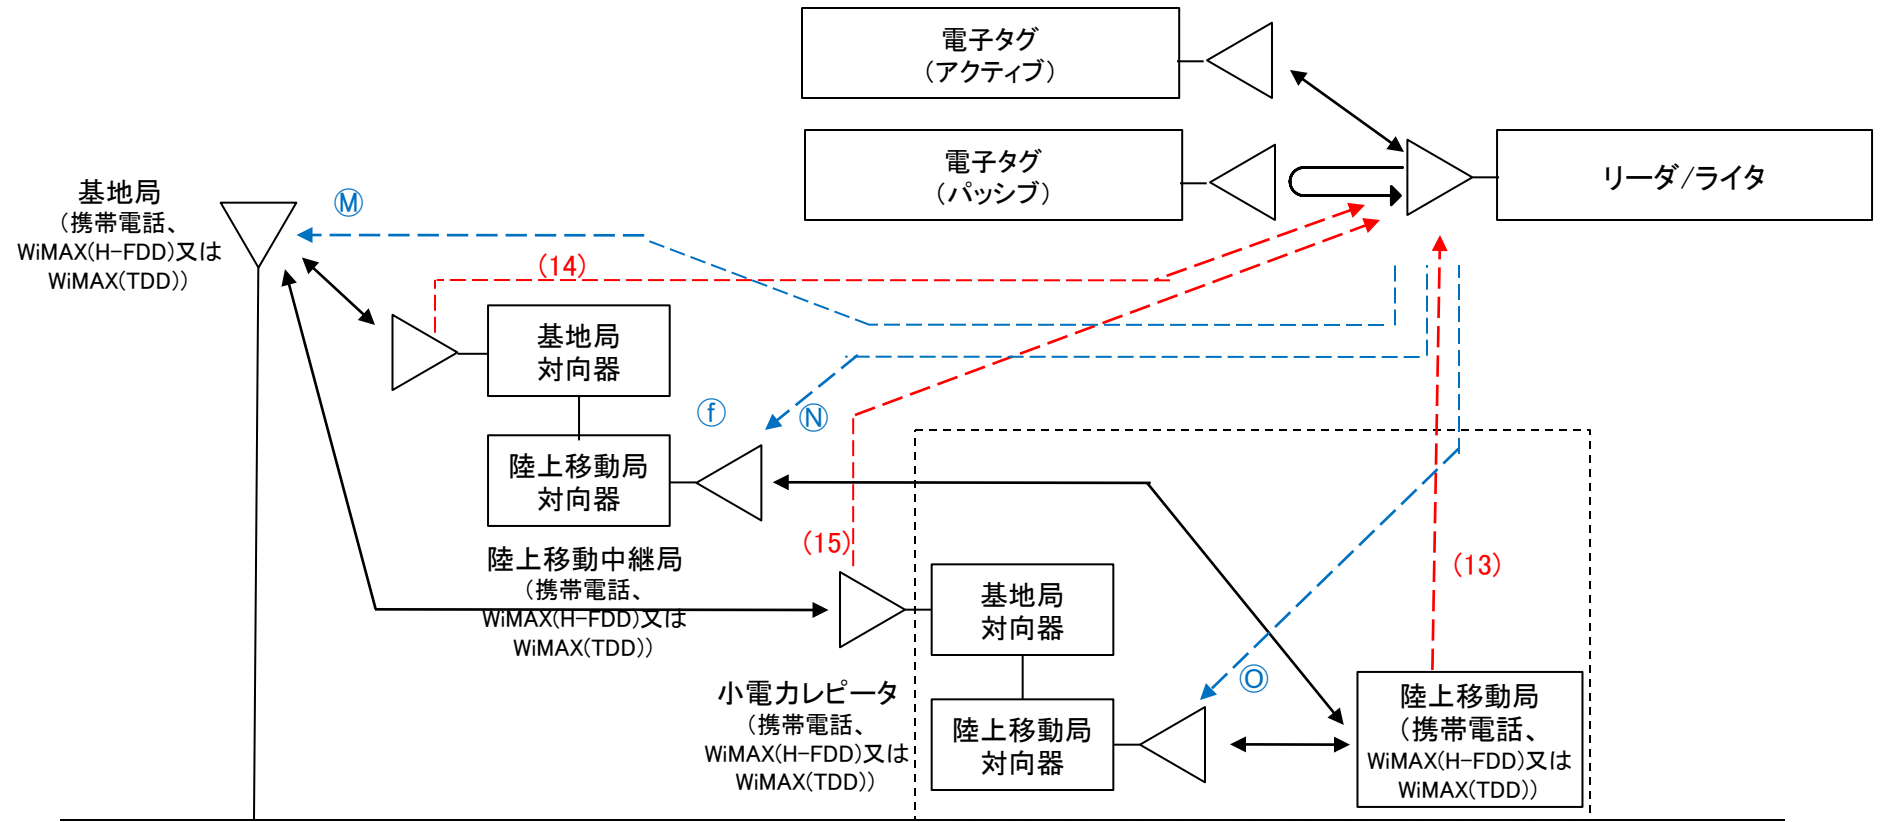 電子タグ
（アクティブ）
電子タグ
（パッシブ）
リーダ/ライタ
基地局
（携帯電話、
WiMAX(H-FDD)又は
WiMAX(TDD)）
Ⓜ
(14)
基地局
対向器
ⓕ
Ⓝ
陸上移動局
対向器
陸上移動中継局
（携帯電話、
WiMAX(H-FDD)又は
WiMAX(TDD)）
(15)
(13)
基地局
対向器
小電力レピータ
（携帯電話、
WiMAX(H-FDD)又は
WiMAX(TDD)）
陸上移動局
対向器
Ⓞ
陸上移動局
（携帯電話、
WiMAX(H-FDD)又は
WiMAX(TDD)）